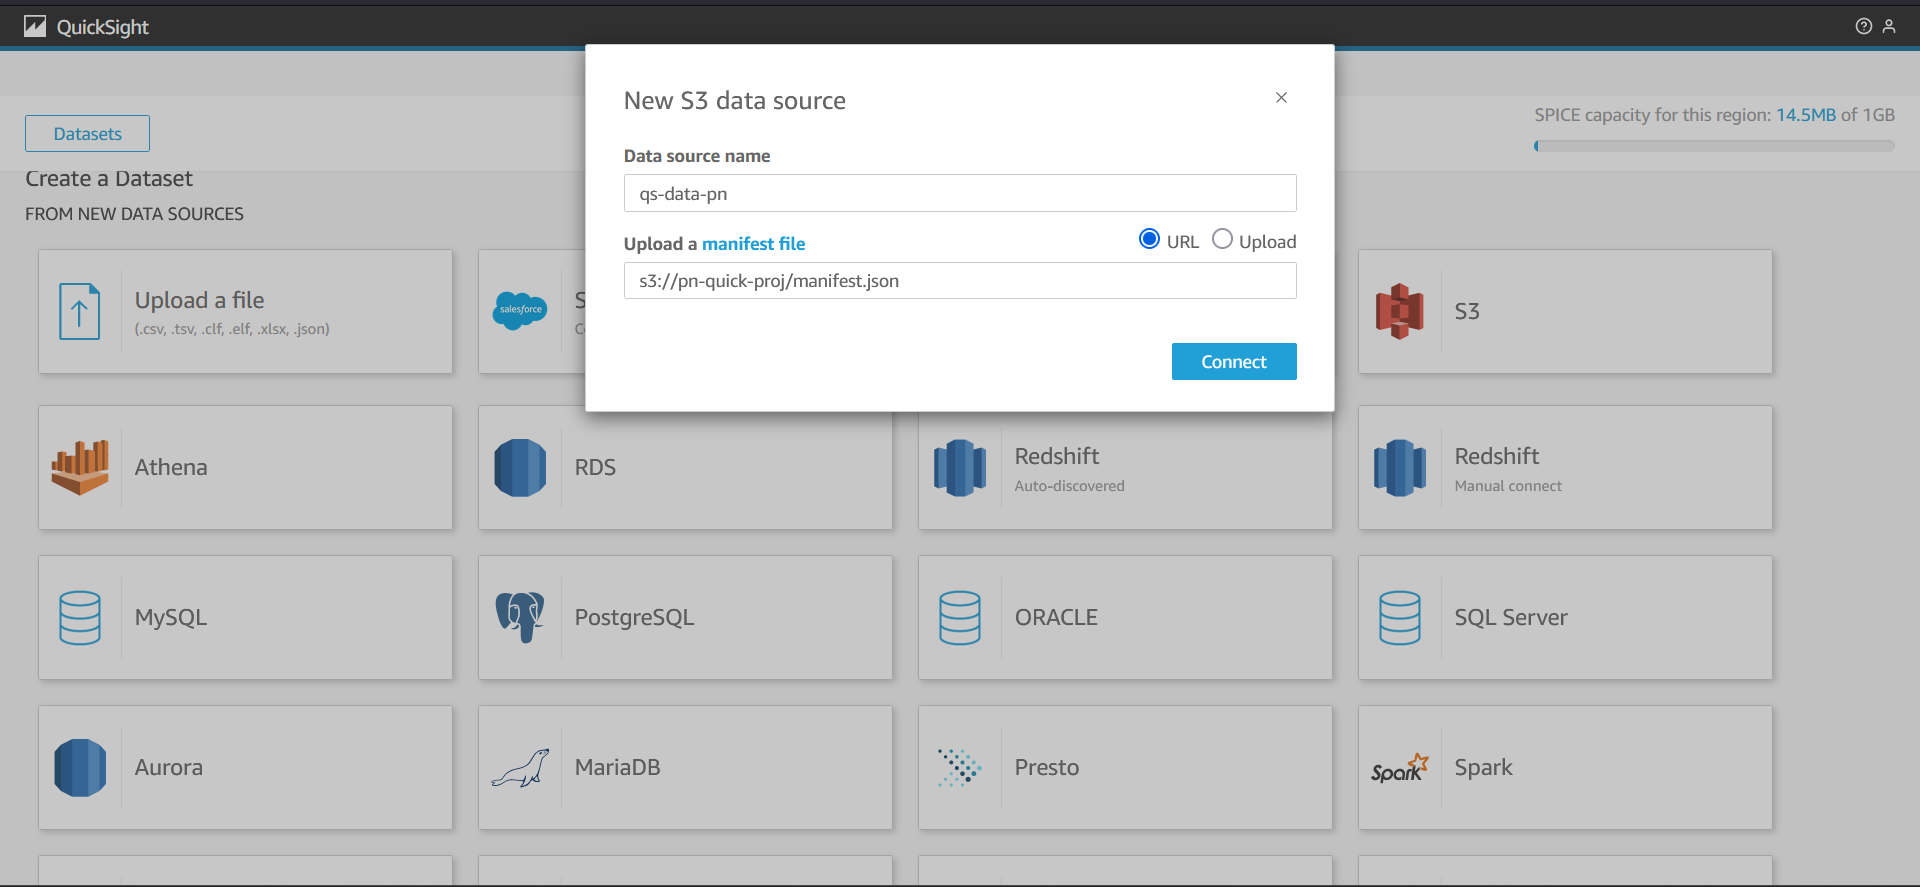 QuickSight
New S3 data source
Data source name
qs-data-pn
Upload a manifest file
URL
Upload
s3://pn-quick-proj/manifest.json
Connect
Datasets
SPICE capacity for this region: 14.5MB of 1GB
Create a Dataset
FROM NEW DATA SOURCES
Upload a file
(.csv, .tsv, .clf, .elf, .xlsx, .json)
salesforce
S3
Athena
RDS
Redshift
Auto-discovered
Redshift
Manual connect
MySQL
PostgreSQL
ORACLE
SQL Server
Aurora
MariaDB
Presto
Spark
Spark